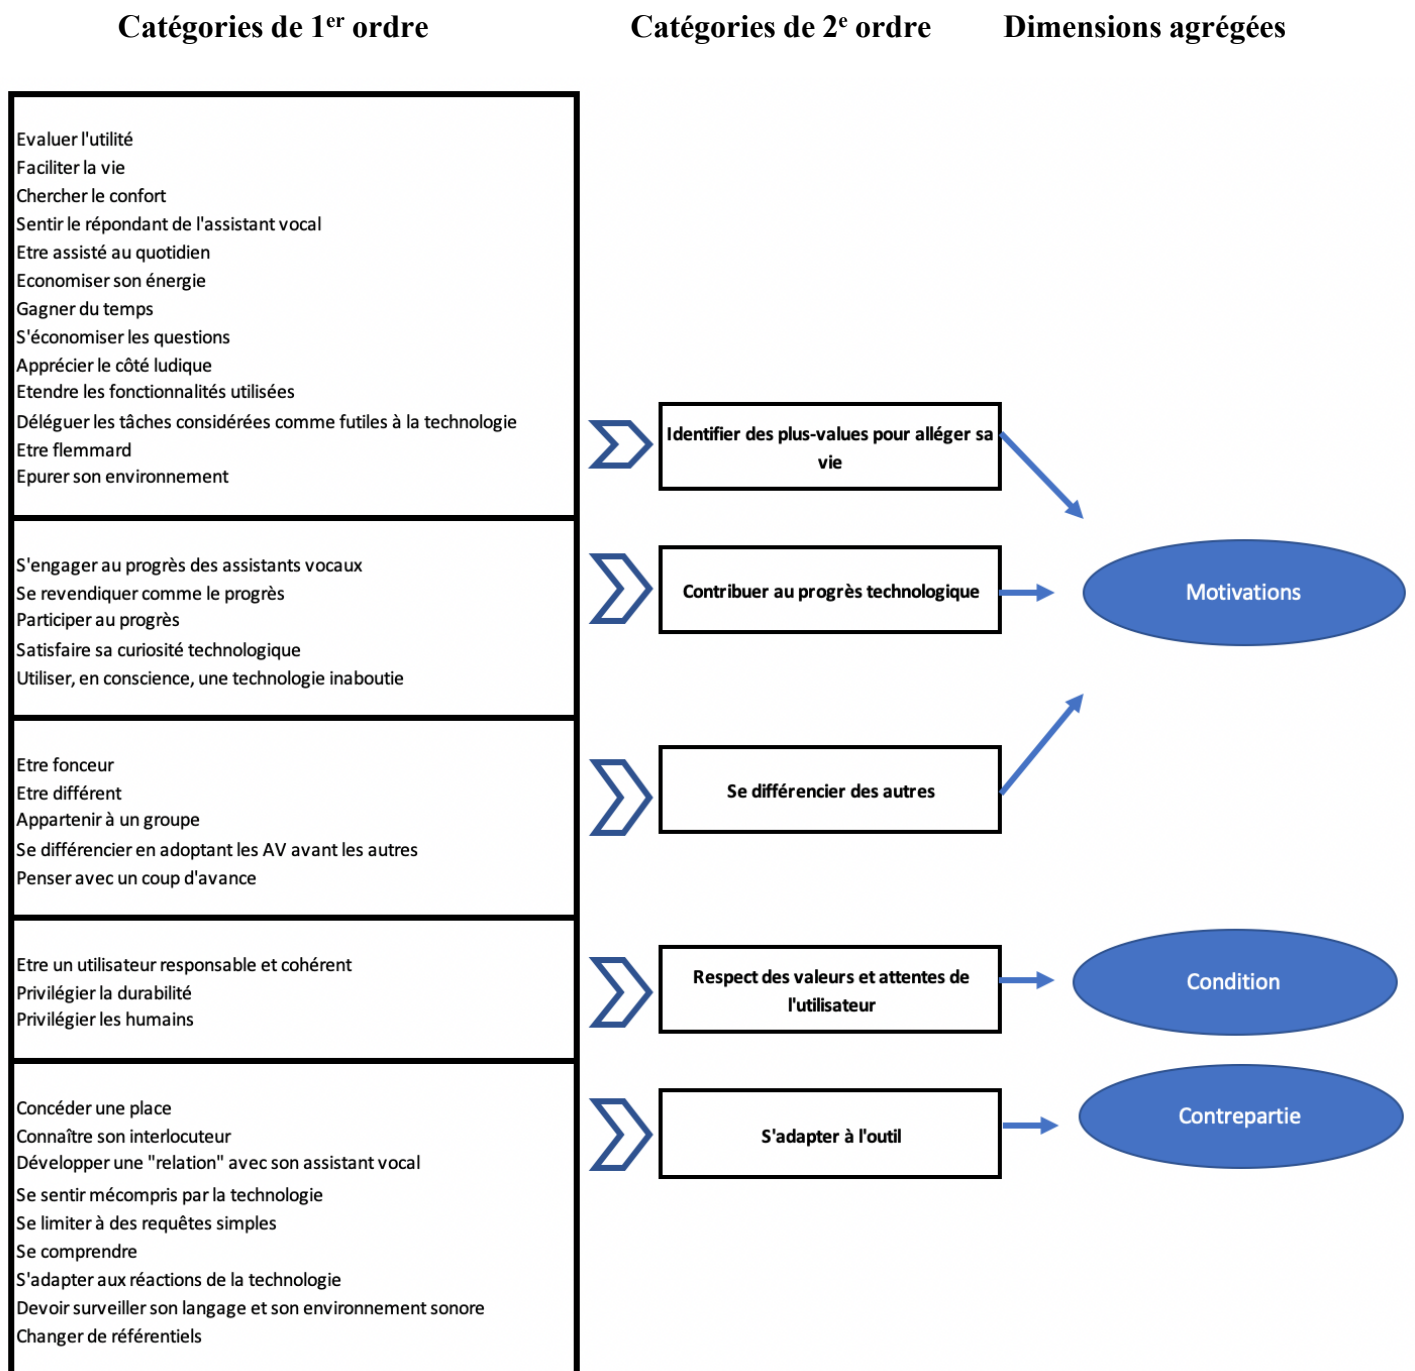 Catégories de 1er ordre
Catégories de 2e ordre
Dimensions agrégées
Evaluer l'utilité
Faciliter la vie
Chercher le confort
Sentir le répondant de l'assistant vocal
Etre assisté au quotidien
Economiser son énergie
Gagner du temps
S'économiser les questions
Apprécier le côté ludique
Etendre les fonctionnalités utilisées
Déléguer les tâches considérées comme futiles à la technologie
Etre flemmard
Epurer son environnement
Identifier des plus-values pour alléger sa
vie
S'engager au progrès des assistants vocaux
Se revendiquer comme le progrès
Participer au progrès
Satisfaire sa curiosité technologique
Utiliser, en conscience, une technologie inaboutie
Contribuer au progrès technologique
Motivations
Etre fonceur
Etre différent
Appartenir à un groupe
Se différencier en adoptant les AV avant les autres
Penser avec un coup d'avance
Se différencier des autres
Etre un utilisateur responsable et cohérent
Privilégier la durabilité
Privilégier les humains
Respect des valeurs et attentes de
l'utilisateur
Condition
Concéder une place
Connaître son interlocuteur
Développer une "relation" avec son assistant vocal
Se sentir mécompris par la technologie
Se limiter à des requêtes simples
Se comprendre
S'adapter aux réactions de la technologie
Devoir surveiller son langage et son environnement sonore
Changer de référentiels
S'adapter à l'outil
Contrepartie